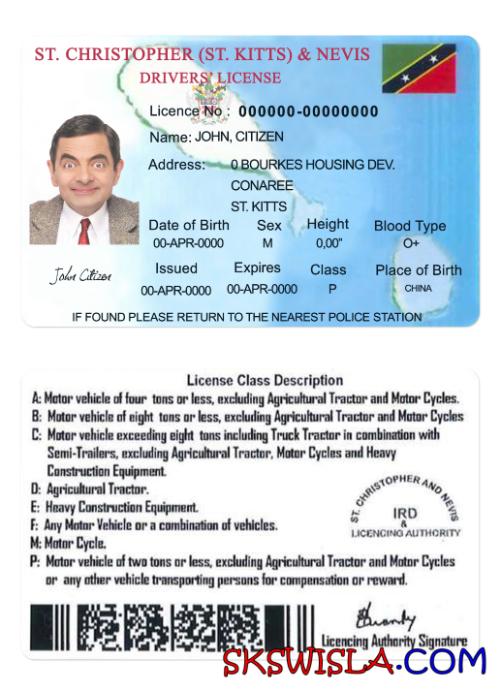 ST. CHRISTOPHER (ST. KITTS) & NEVIS
DRIVERS' LICENSE
Licence No : 000000-00000000
Name: JOHN, CITIZEN
Address: 0 BOURKES HOUSING DEV.
CONAREE
ST. KITTS
Date of Birth Sex Height Blood Type
00-APR-0000 M 0,00" O+
Issued Expires Class Place of Birth
00-APR-0000 00-APR-0000 P CHINA
John Citizen
IF FOUND PLEASE RETURN TO THE NEAREST POLICE STATION
License Class Description
A: Motor vehicle of four tons or less, excluding Agricultural Tractor and Motor Cycles.
B: Motor vehicle of eight tons or less, excluding Agricultural Tractor and Motor Cycles
C: Motor vehicle exceeding eight tons including Truck Tractor in combination with
Semi-Trailers, excluding Agricultural Tractor, Motor Cycles and Heavy
Construction Equipment.
D: Agricultural Tractor.
E: Heavy Construction Equipment.
F: Any Motor Vehicle or a combination of vehicles.
M: Motor Cycle.
P: Motor vehicle of two tons or less, excluding Agricultural Tractor and Motor Cycles
or any other vehicle transporting persons for compensation or reward.
ST. CHRISTOPHER AND NEVIS
IRD
&
LICENCING AUTHORITY
Licencing Authority Signature
SKSWISLA.COM